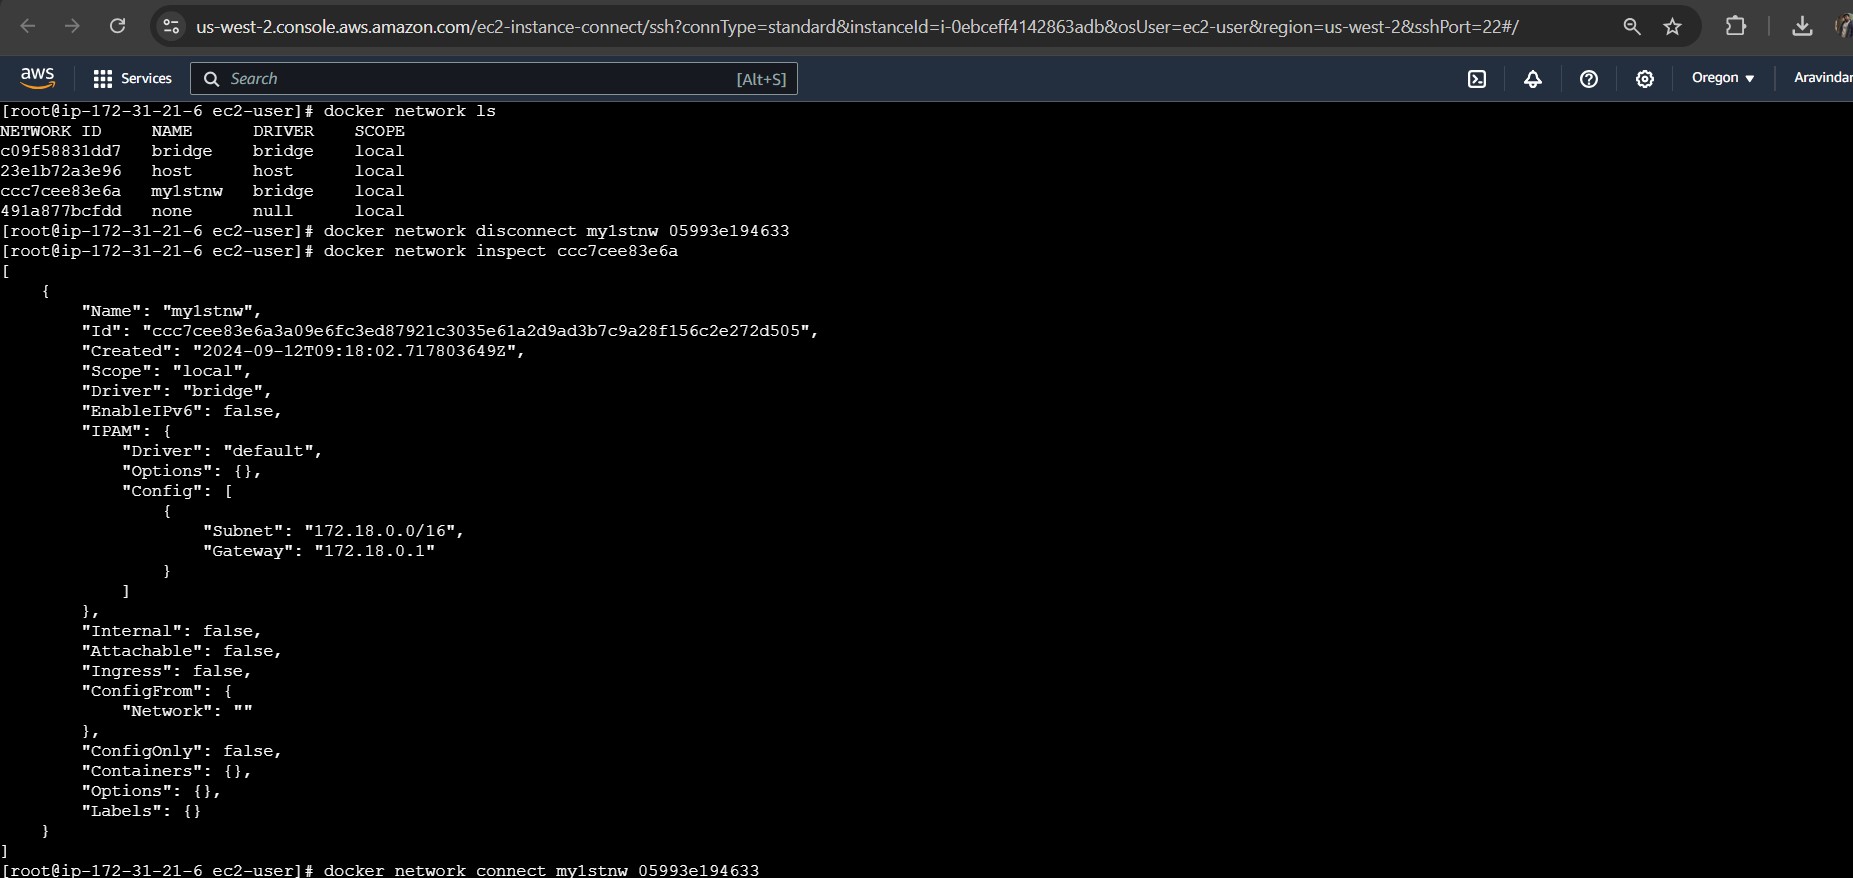 us-west-2.console.aws.amazon.com/ec2-instance-connect/ssh?connType=standard&instanceId=i-0ebceff4142863adb&osUser=ec2-user&region=us-west-2&sshPort=22#/
aws Services Search [Alt+S] Oregon Aravindar
[root@ip-172-31-21-6 ec2-user]# docker network ls
NETWORK ID     NAME      DRIVER    SCOPE
c09f58831dd7   bridge    bridge    local
23e1b72a3e96   host      host      local
ccc7cee83e6a   my1stnw   bridge    local
491a877bcfdd   none      null      local
[root@ip-172-31-21-6 ec2-user]# docker network disconnect my1stnw 05993e194633
[root@ip-172-31-21-6 ec2-user]# docker network inspect ccc7cee83e6a
[
    {
        "Name": "my1stnw",
        "Id": "ccc7cee83e6a3a09e6fc3ed87921c3035e61a2d9ad3b7c9a28f156c2e272d505",
        "Created": "2024-09-12T09:18:02.717803649Z",
        "Scope": "local",
        "Driver": "bridge",
        "EnableIPv6": false,
        "IPAM": {
            "Driver": "default",
            "Options": {},
            "Config": [
                {
                    "Subnet": "172.18.0.0/16",
                    "Gateway": "172.18.0.1"
                }
            ]
        },
        "Internal": false,
        "Attachable": false,
        "Ingress": false,
        "ConfigFrom": {
            "Network": ""
        },
        "ConfigOnly": false,
        "Containers": {},
        "Options": {},
        "Labels": {}
    }
]
[root@ip-172-31-21-6 ec2-user]# docker network connect my1stnw 05993e194633